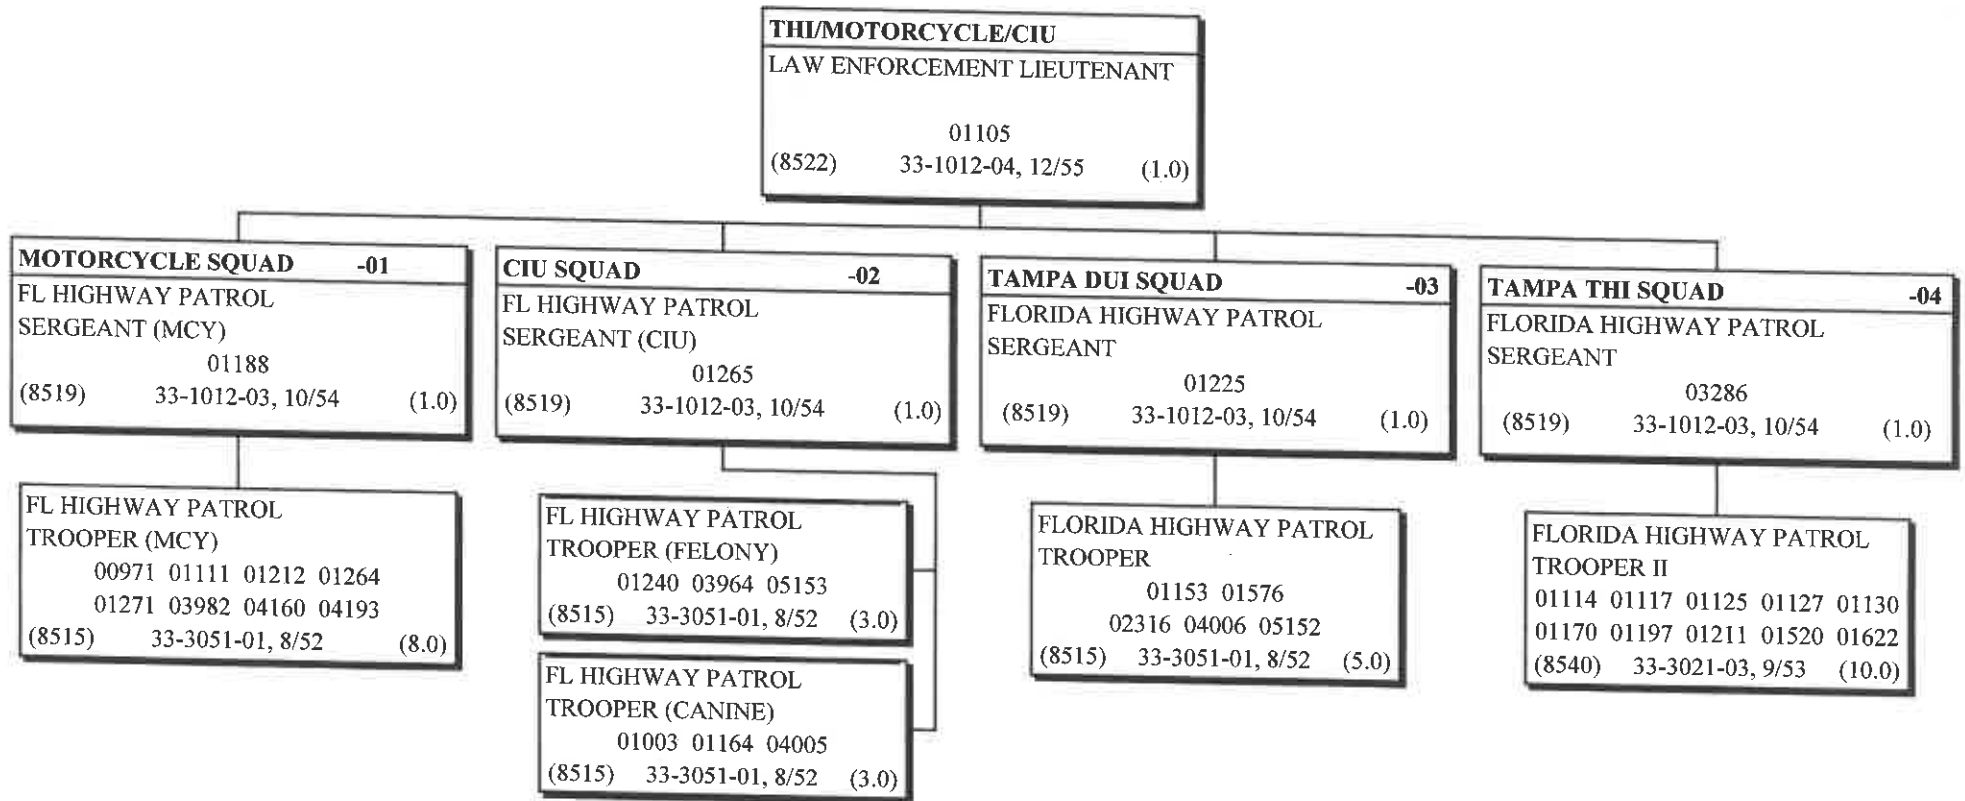 THI/MOTORCYCLE/CIU
LAW ENFORCEMENT LIEUTENANT
01105
(8522) 33-1012-04, 12/55 (1.0)
MOTORCYCLE SQUAD -01
FL HIGHWAY PATROL
SERGEANT (MCY)
01188
(8519) 33-1012-03, 10/54 (1.0)
FL HIGHWAY PATROL
TROOPER (MCY)
00971 01111 01212 01264
01271 03982 04160 04193
(8515) 33-3051-01, 8/52 (8.0)
CIU SQUAD -02
FL HIGHWAY PATROL
SERGEANT (CIU)
01265
(8519) 33-1012-03, 10/54 (1.0)
FL HIGHWAY PATROL
TROOPER (FELONY)
01240 03964 05153
(8515) 33-3051-01, 8/52 (3.0)
FL HIGHWAY PATROL
TROOPER (CANINE)
01003 01164 04005
(8515) 33-3051-01, 8/52 (3.0)
TAMPA DUI SQUAD -03
FLORIDA HIGHWAY PATROL
SERGEANT
01225
(8519) 33-1012-03, 10/54 (1.0)
FLORIDA HIGHWAY PATROL
TROOPER
01153 01576
02316 04006 05152
(8515) 33-3051-01, 8/52 (5.0)
TAMPA THI SQUAD -04
FLORIDA HIGHWAY PATROL
SERGEANT
03286
(8519) 33-1012-03, 10/54 (1.0)
FLORIDA HIGHWAY PATROL
TROOPER II
01114 01117 01125 01127 01130
01170 01197 01211 01520 01622
(8540) 33-3021-03, 9/53 (10.0)